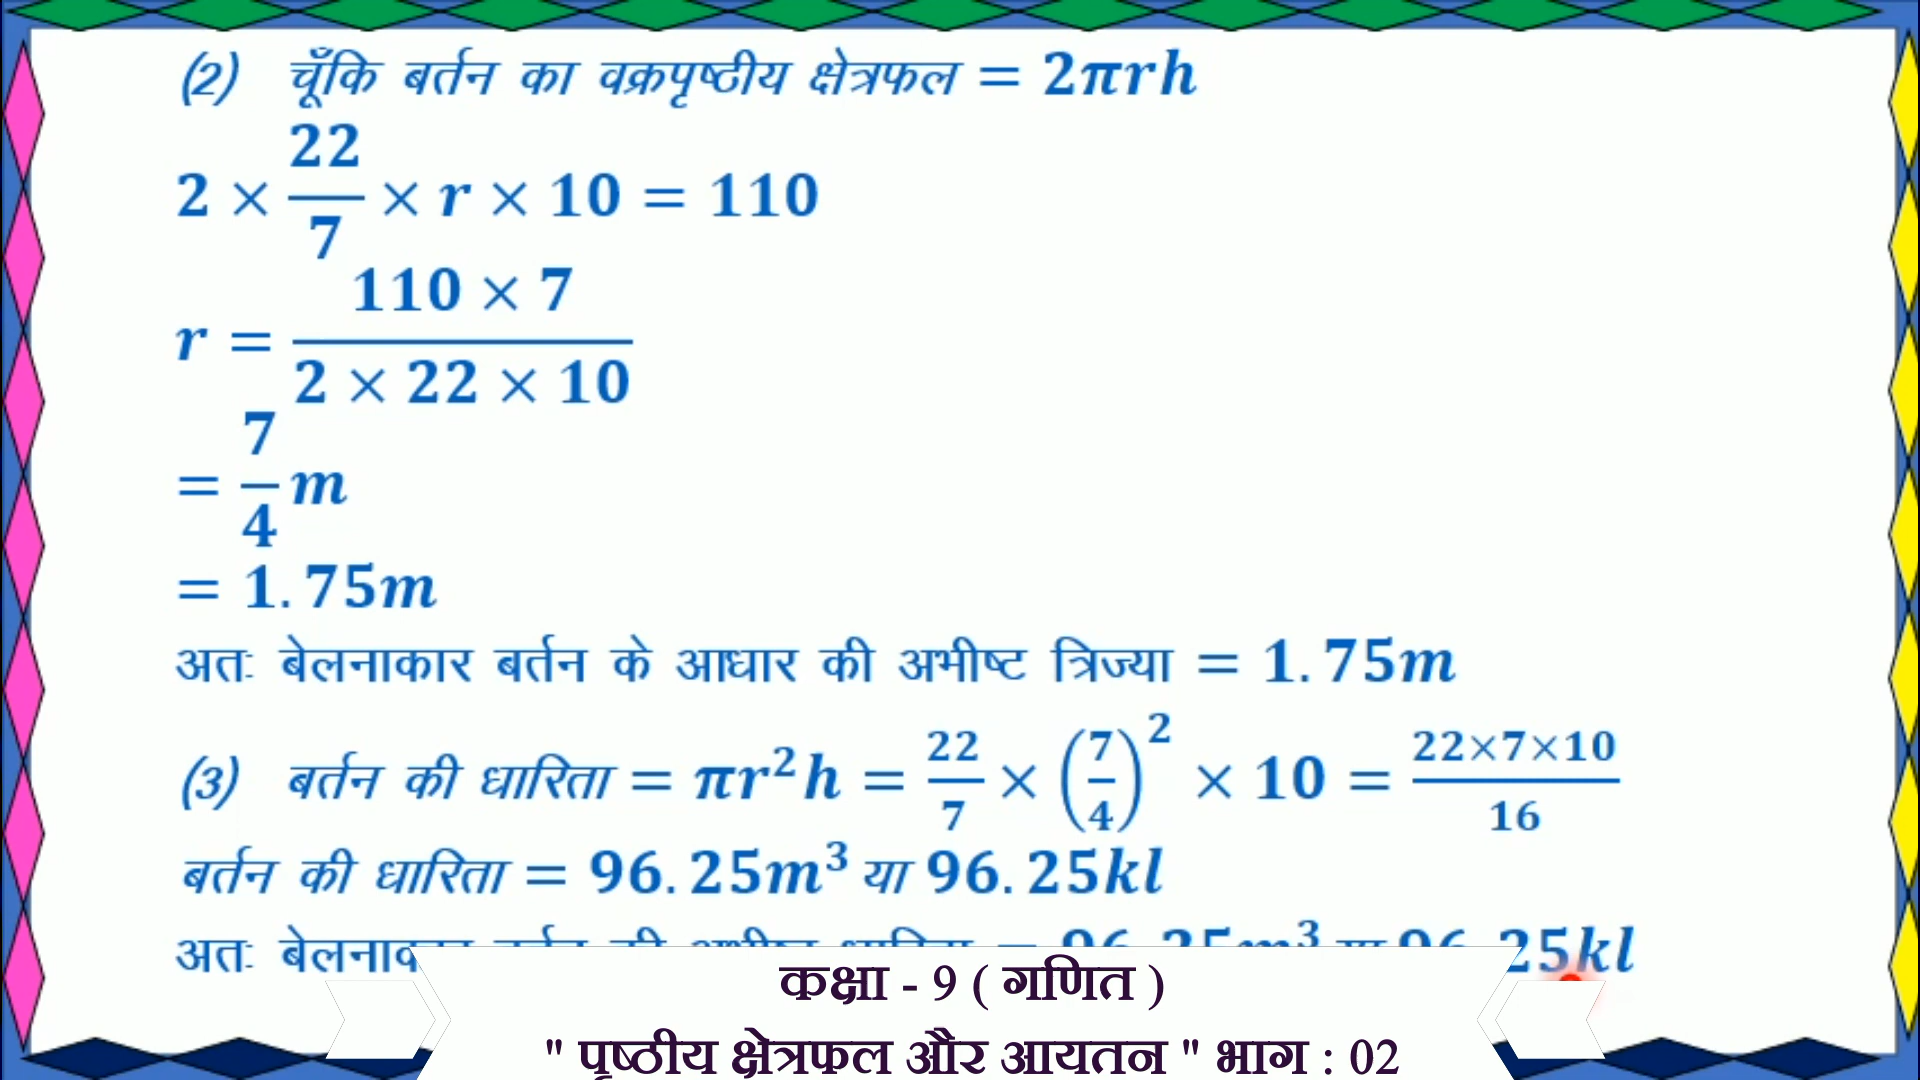 (2) चूँकि बर्तन का वक्रपृष्ठीय क्षेत्रफल = 2πrh
2 × 22/7 × r × 10 = 110
r = (110 × 7)/(2 × 22 × 10)
= 7/4 m
= 1.75m
अतः बेलनाकार बर्तन के आधार की अभीष्ट त्रिज्या = 1.75m
(3) बर्तन की धारिता = πr²h = 22/7 × (7/4)² × 10 = (22×7×10)/16
बर्तन की धारिता = 96.25m³ या 96.25kl
अतः = 96.25m³ या 96.25kl
कक्षा - 9 ( गणित )
" पृष्ठीय क्षेत्रफल और आयतन " भाग : 02